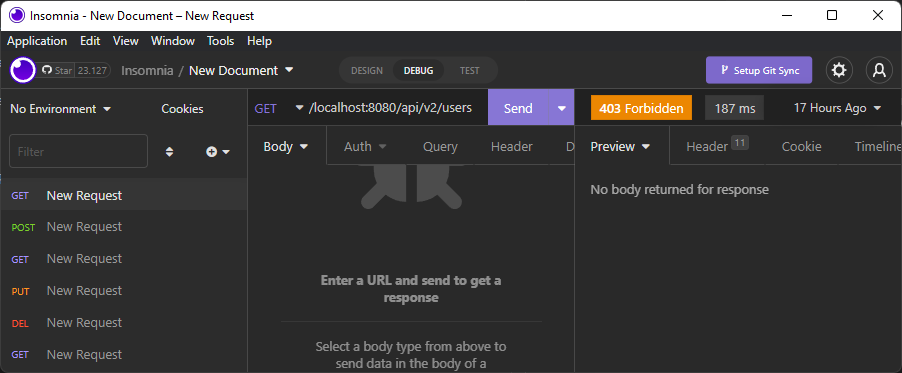 Insomnia - New Document – New Request
Application Edit View Window Tools Help
Star 23.127 Insomnia / New Document DESIGN DEBUG TEST Setup Git Sync
No Environment Cookies GET /localhost:8080/api/v2/users Send 403 Forbidden 187 ms 17 Hours Ago
Filter Body Auth Query Header D Preview Header 11 Cookie Timeline
GET New Request No body returned for response
POST New Request
GET New Request
Enter a URL and send to get a
response
PUT New Request
DEL New Request
Select a body type from above to
send data in the body of a
GET New Request